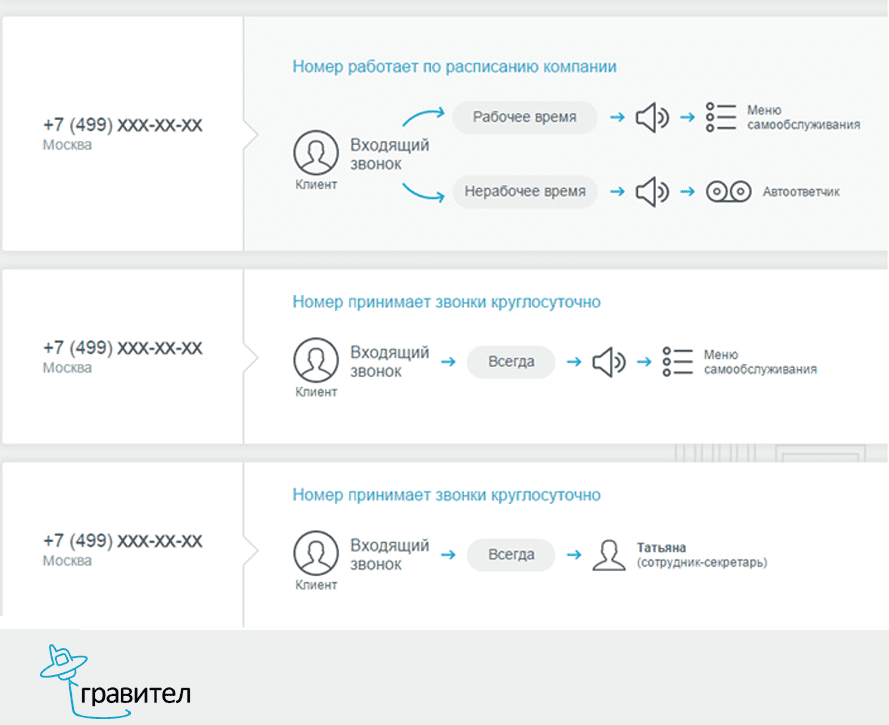 Номер работает по расписанию компании
+7 (499) XXX-XX-XX
Москва
Клиент
Входящий
звонок
Рабочее время
Меню
самообслуживания
Нерабочее время
Автоответчик
Номер принимает звонки круглосуточно
+7 (499) XXX-XX-XX
Москва
Клиент
Входящий
звонок
Всегда
Меню
самообслуживания
Номер принимает звонки круглосуточно
+7 (499) XXX-XX-XX
Москва
Клиент
Входящий
звонок
Всегда
Татьяна
(сотрудник-секретарь)
гравител